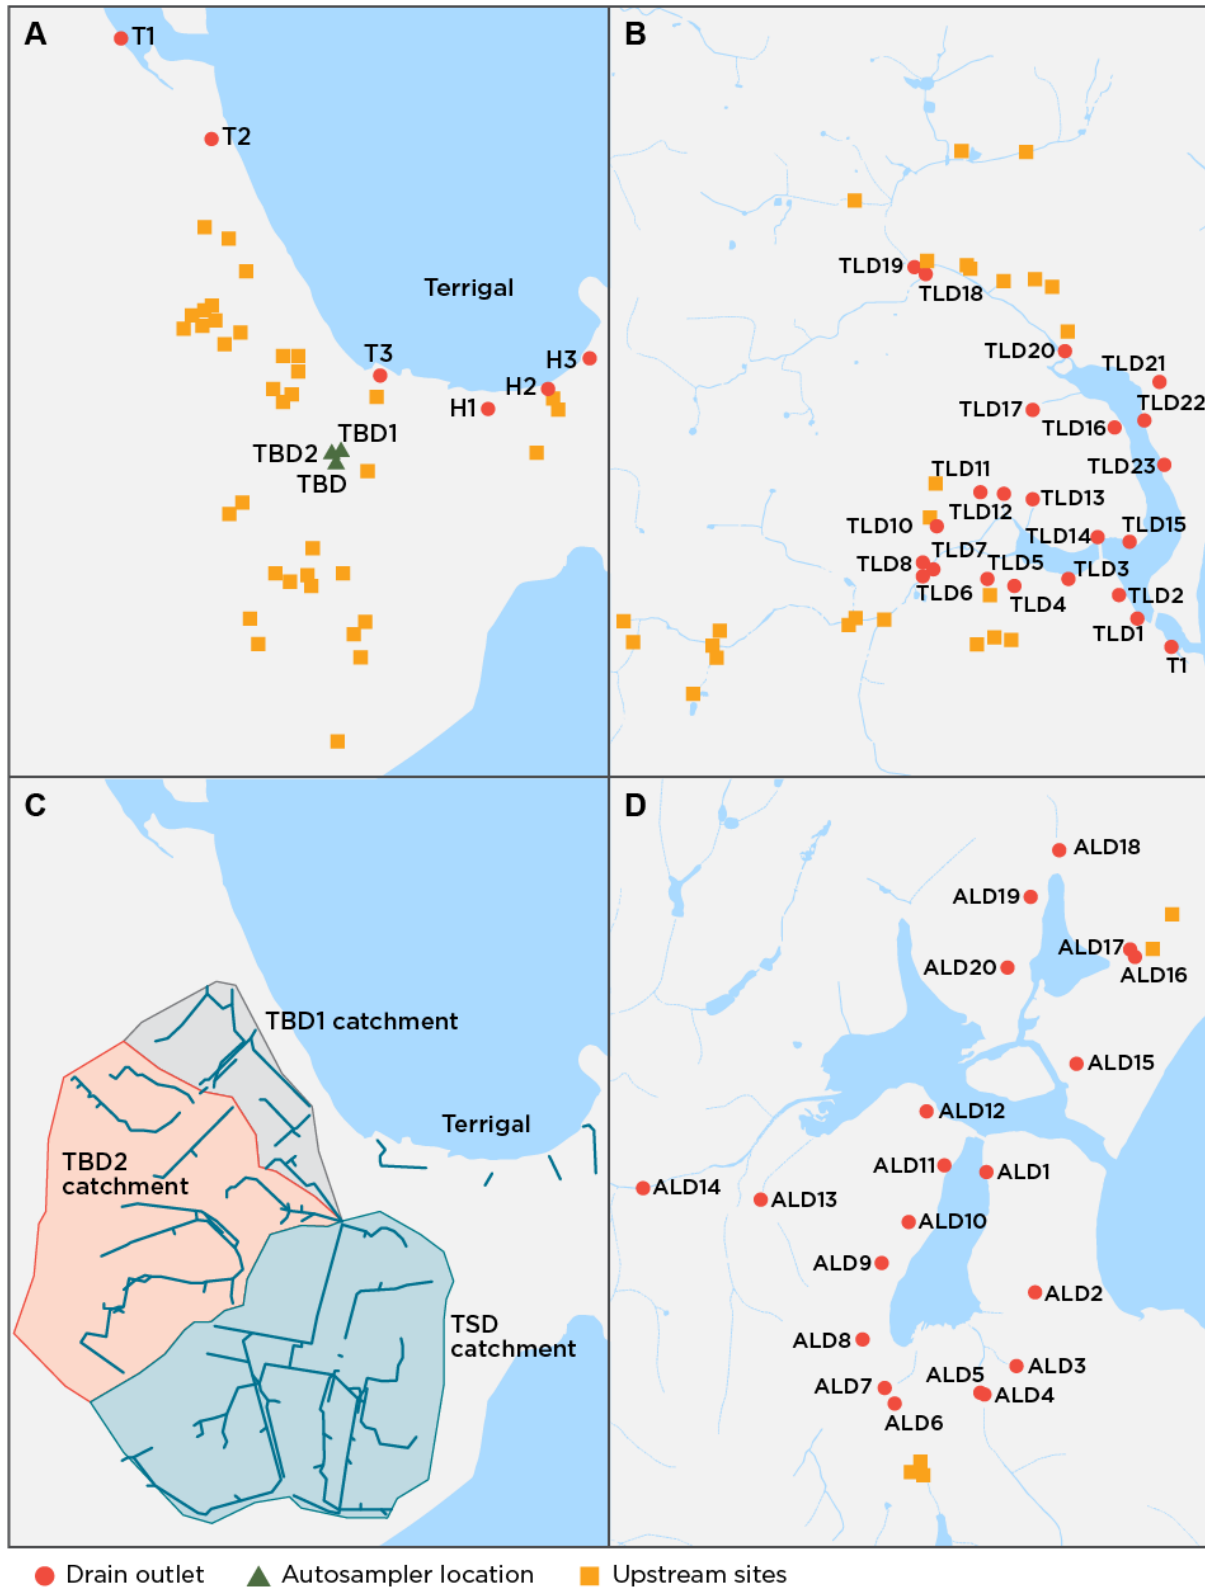 A
T1
T2
Terrigal
T3
H3
H2
H1
TBD1
TBD2
TBD
B
TLD19
TLD18
TLD20
TLD21
TLD17
TLD22
TLD16
TLD23
TLD11
TLD12
TLD13
TLD10
TLD14
TLD15
TLD7
TLD8
TLD5
TLD3
TLD6
TLD4
TLD2
TLD1
T1
C
TBD1 catchment
Terrigal
TBD2
catchment
TSD
catchment
D
ALD18
ALD19
ALD17
ALD20
ALD16
ALD15
ALD12
ALD11
ALD1
ALD14
ALD13
ALD10
ALD9
ALD2
ALD8
ALD3
ALD5
ALD7
ALD4
ALD6
Drain outlet
Autosampler location
Upstream sites